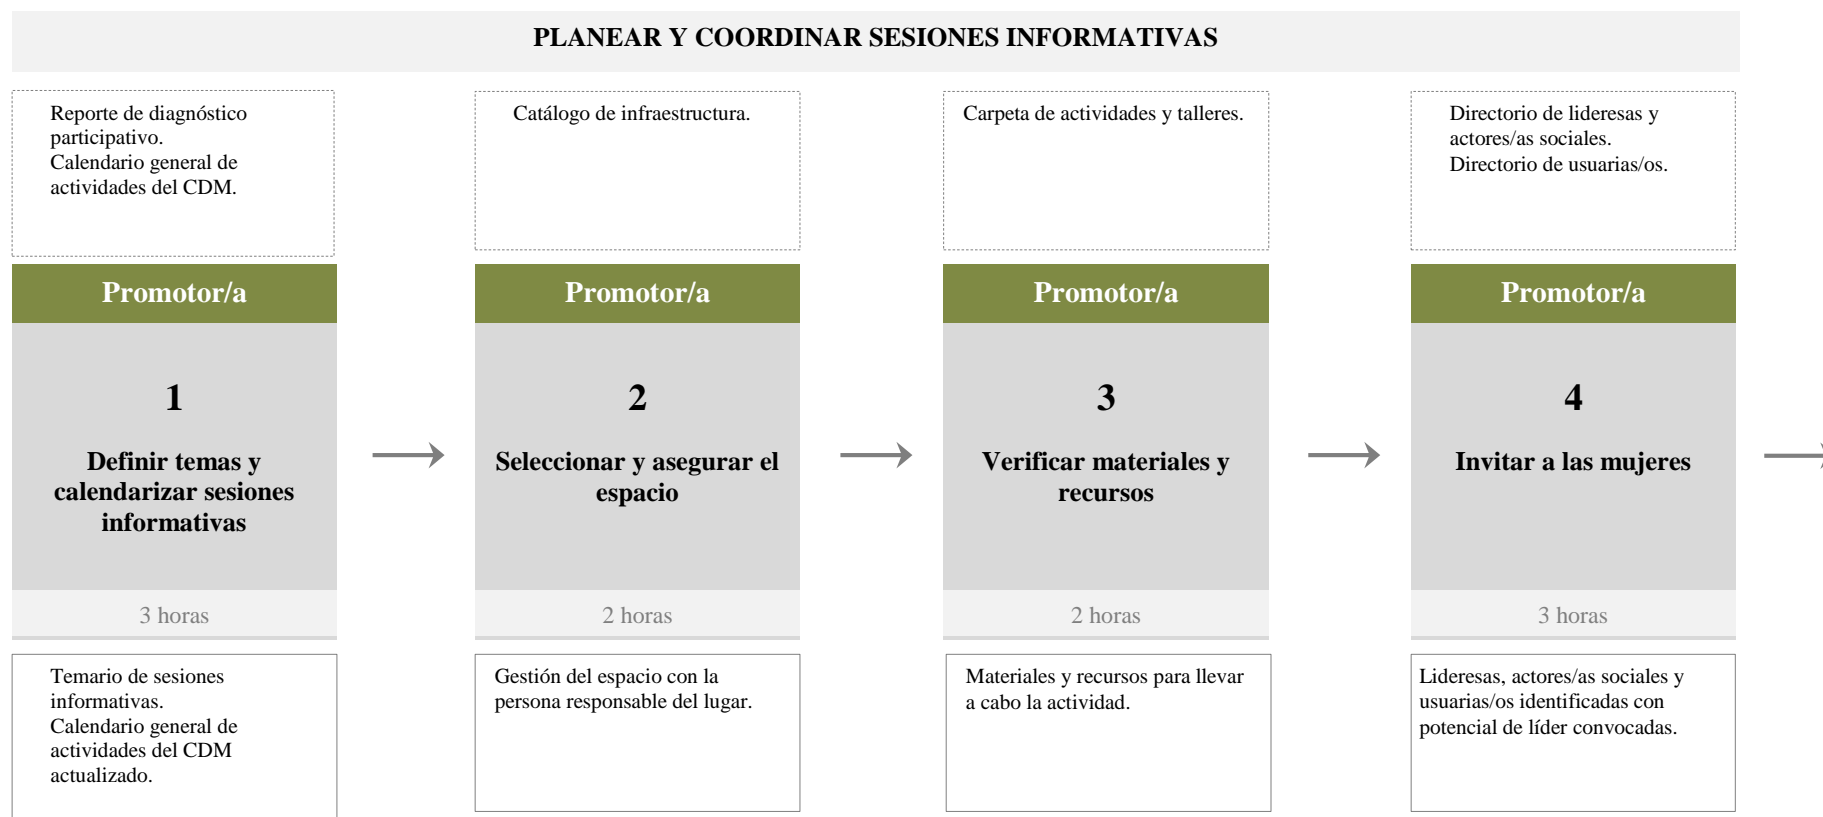 PLANEAR Y COORDINAR SESIONES INFORMATIVAS
Reporte de diagnóstico
participativo.
Calendario general de
actividades del CDM.
Catálogo de infraestructura.
Carpeta de actividades y talleres.
Directorio de lideresas y
actores/as sociales.
Directorio de usuarias/os.
Promotor/a
Promotor/a
Promotor/a
Promotor/a
1
Definir temas y
calendarizar sesiones
informativas
2
Seleccionar y asegurar el
espacio
3
Verificar materiales y
recursos
4
Invitar a las mujeres
3 horas
2 horas
2 horas
3 horas
Temario de sesiones
informativas.
Calendario general de
actividades del CDM
actualizado.
Gestión del espacio con la
persona responsable del lugar.
Materiales y recursos para llevar
a cabo la actividad.
Lideresas, actores/as sociales y
usuarias/os identificadas con
potencial de líder convocadas.